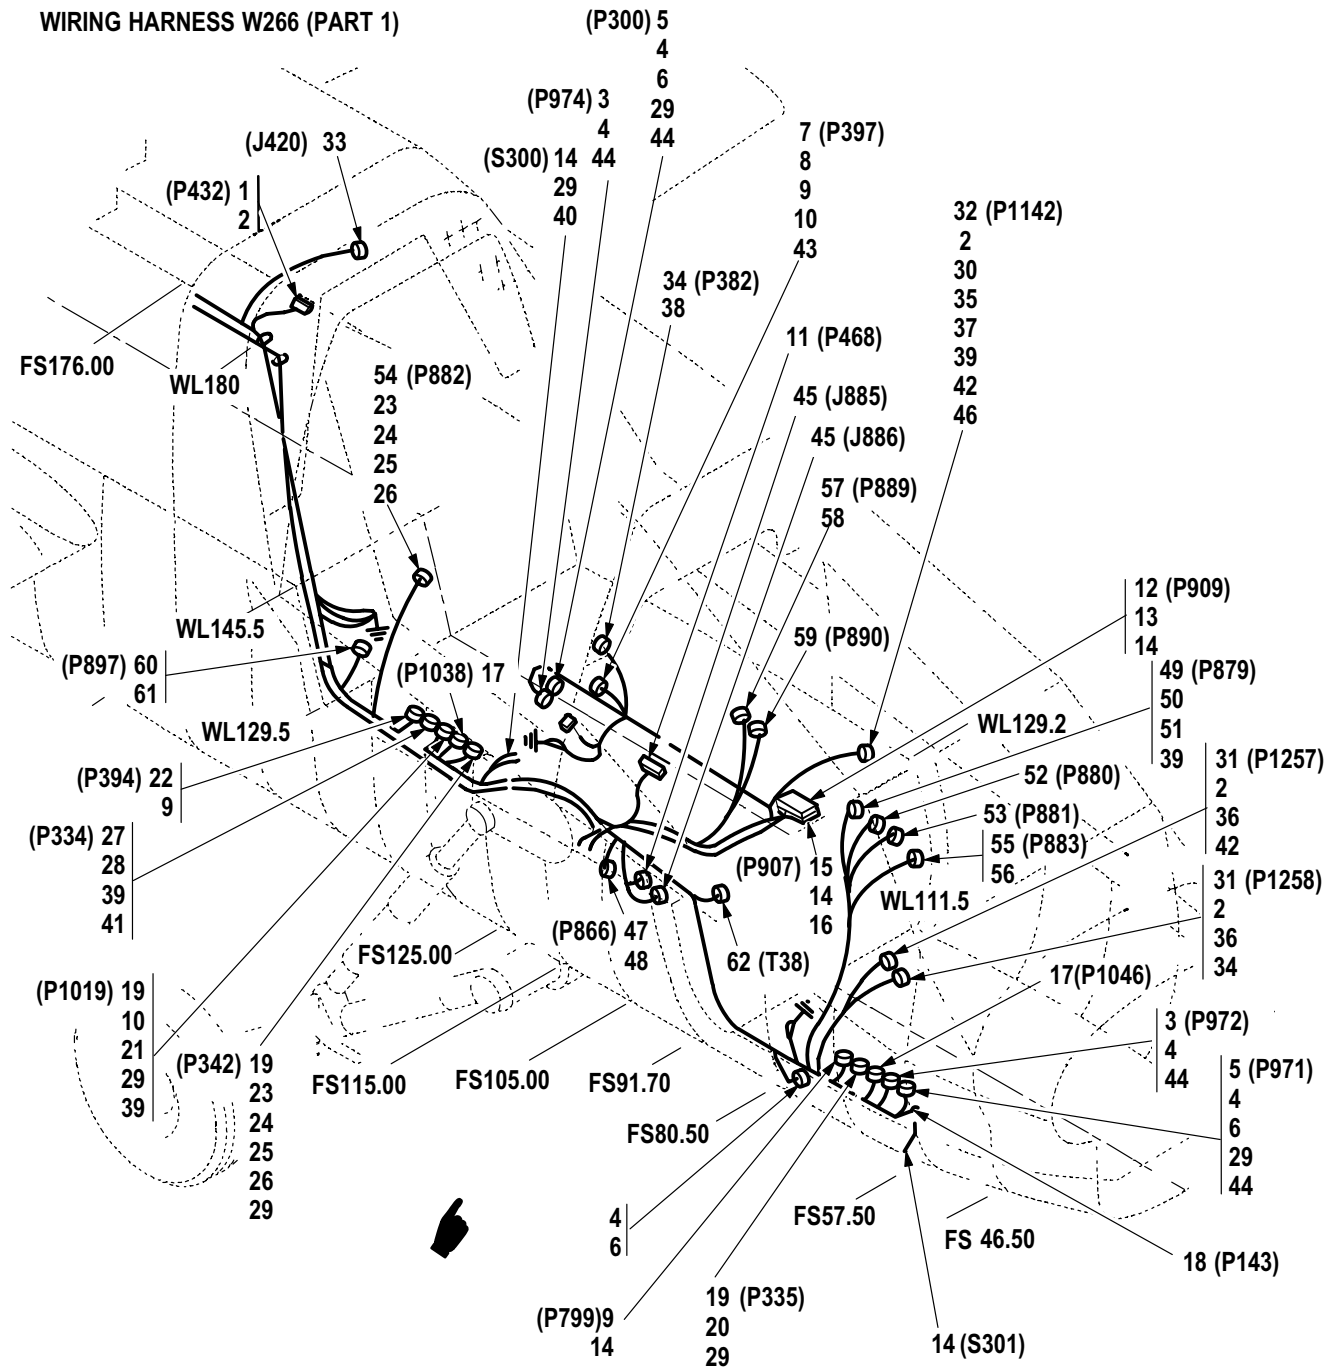 WIRING HARNESS W266 (PART 1)
(P300) 5
4
6
29
44
(P974) 3
4
44
(J420) 33
(S300) 14
29
40
(P432) 1
2
7 (P397)
8
9
10
43
32 (P1142)
2
30
35
37
39
42
46
34 (P382)
38
11 (P468)
FS176.00
WL180
54 (P882)
23
24
25
26
45 (J885)
45 (J886)
57 (P889)
58
12 (P909)
13
14
WL145.5
59 (P890)
(P897) 60
61
(P1038) 17
49 (P879)
50
51
39
WL129.5
WL129.2
(P394) 22
9
52 (P880)
31 (P1257)
2
36
42
53 (P881)
(P334) 27
28
39
41
55 (P883)
56
(P907) 15
14
16
31 (P1258)
2
36
34
WL111.5
(P866) 47
48
FS125.00
62 (T38)
17(P1046)
(P1019) 19
10
21
29
39
3 (P972)
4
44
(P342) 19
23
24
25
26
29
FS115.00
FS105.00
FS91.70
5 (P971)
4
6
29
44
FS80.50
4
6
FS57.50
FS 46.50
18 (P143)
(P799)9
14
19 (P335)
20
29
14 (S301)